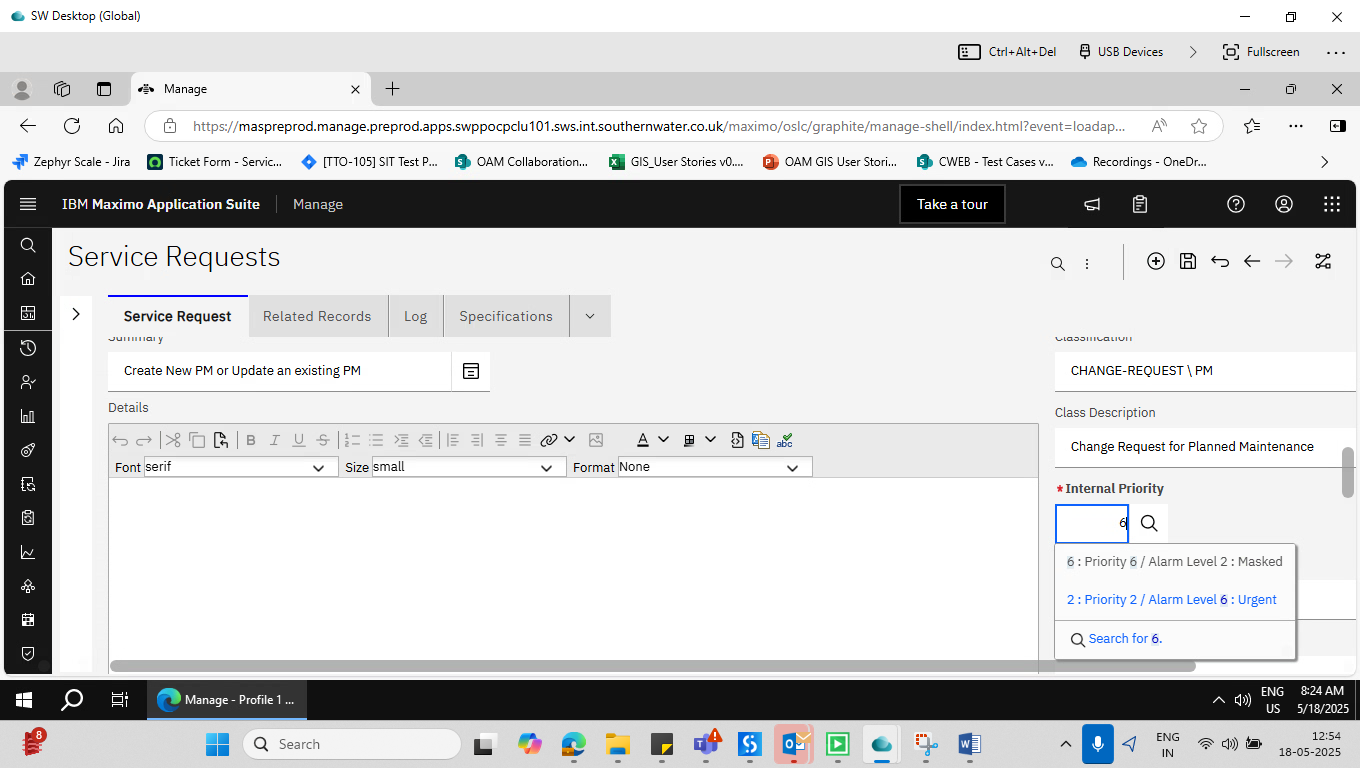 SW Desktop (Global)
Ctrl+Alt+Del
USB Devices
Fullscreen
Manage
https://maspreprod.manage.preprod.apps.swppocpclu101.sws.int.southernwater.co.uk/maximo/oslc/graphite/manage-shell/index.html?event=loadap...
Zephyr Scale - Jira
Ticket Form - Servic...
[TTO-105] SIT Test P...
OAM Collaboration...
GIS_User Stories v0....
OAM GIS User Stori...
CWEB - Test Cases v...
Recordings - OneDr...
IBM Maximo Application Suite
Manage
Take a tour
Service Requests
Service Request
Related Records
Log
Specifications
Summary
Classification
Create New PM or Update an existing PM
CHANGE-REQUEST \ PM
Details
Class Description
Change Request for Planned Maintenance
Font serif
Size small
Format None
* Internal Priority
6
6 : Priority 6 / Alarm Level 2 : Masked
2 : Priority 2 / Alarm Level 6 : Urgent
Search for 6.
Manage - Profile 1 ...
ENG
US
8:24 AM
5/18/2025
8
Search
ENG
IN
12:54
18-05-2025